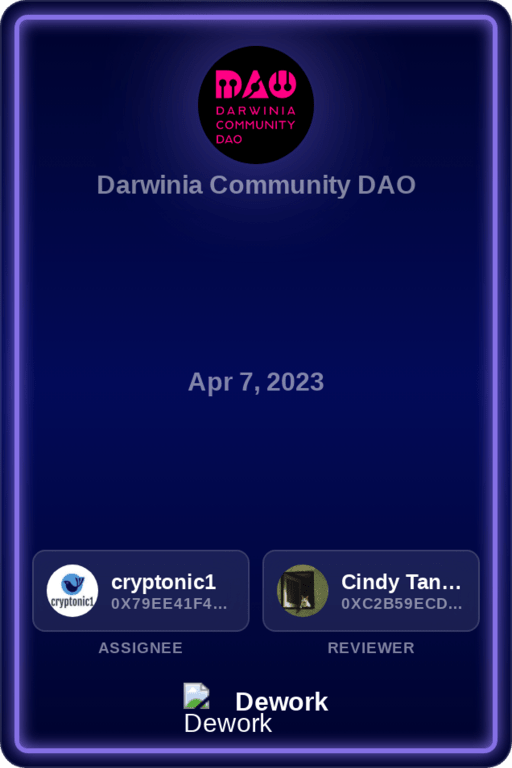 DAO
DARWINIA
COMMUNITY
DAO
Darwinia Community DAO
Apr 7, 2023
cryptonic1
cryptonic1
0X79EE41F4...
Cindy Tan...
0XC2B59ECD...
ASSIGNEE
REVIEWER
Dework
Dework